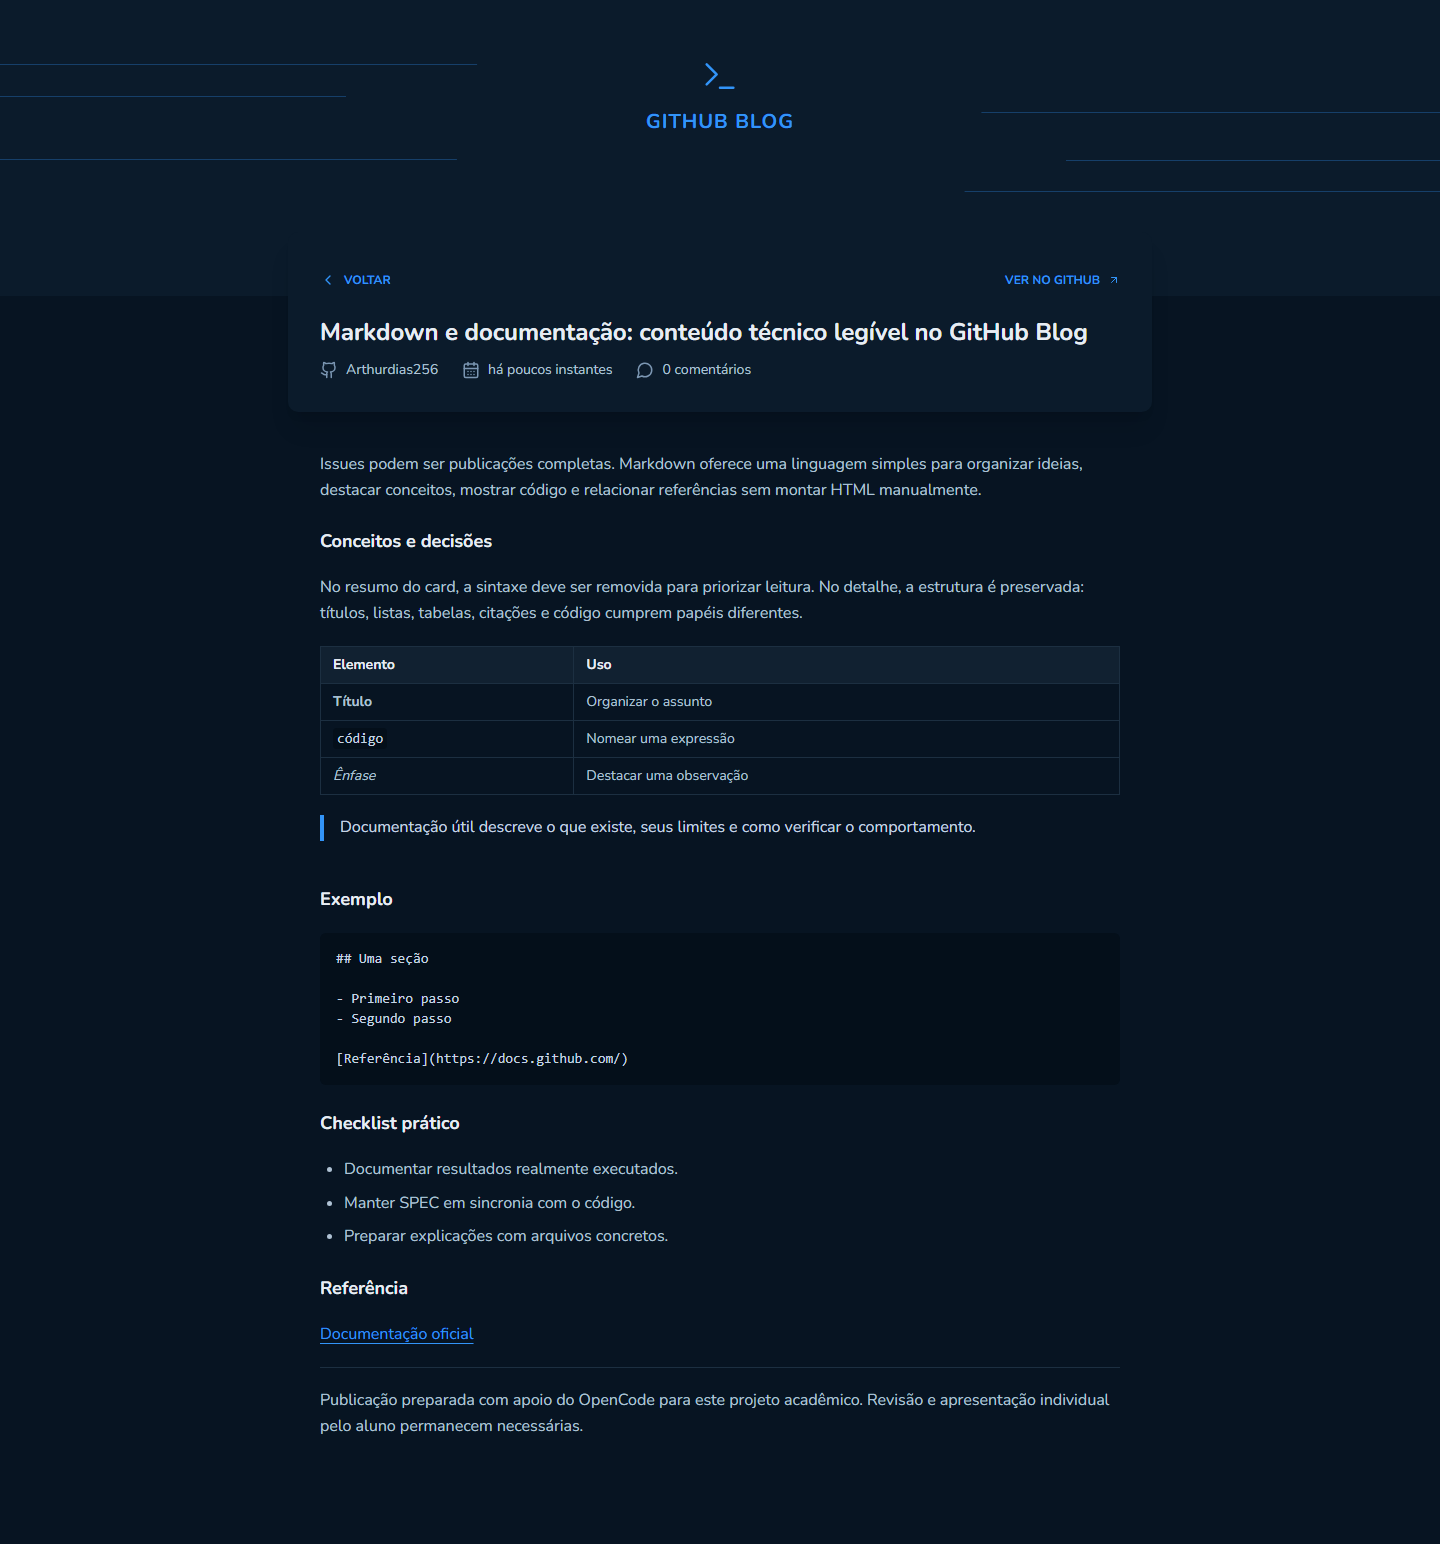 GITHUB BLOG
VOLTAR
VER NO GITHUB
Markdown e documentação: conteúdo técnico legível no GitHub Blog
Arthurdias256 há poucos instantes 0 comentários
Issues podem ser publicações completas. Markdown oferece uma linguagem simples para organizar ideias,
destacar conceitos, mostrar código e relacionar referências sem montar HTML manualmente.
Conceitos e decisões
No resumo do card, a sintaxe deve ser removida para priorizar leitura. No detalhe, a estrutura é preservada:
títulos, listas, tabelas, citações e código cumprem papéis diferentes.
Elemento Uso
Título Organizar o assunto
código Nomear uma expressão
Ênfase Destacar uma observação
Documentação útil descreve o que existe, seus limites e como verificar o comportamento.
Exemplo
## Uma seção
- Primeiro passo
- Segundo passo
[Referência](https://docs.github.com/)
Checklist prático
• Documentar resultados realmente executados.
• Manter SPEC em sincronia com o código.
• Preparar explicações com arquivos concretos.
Referência
Documentação oficial
Publicação preparada com apoio do OpenCode para este projeto acadêmico. Revisão e apresentação individual
pelo aluno permanecem necessárias.